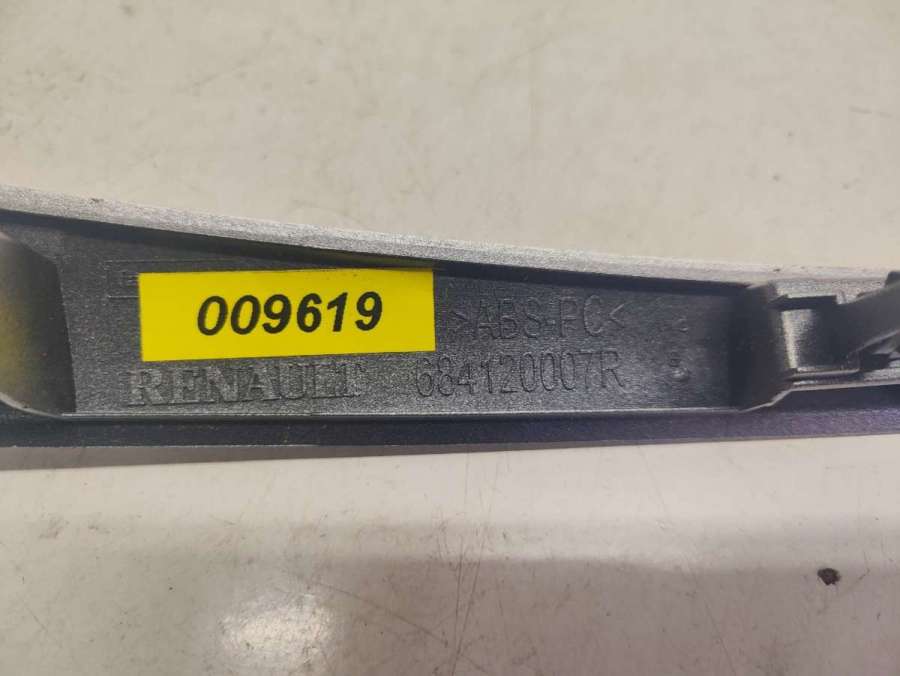 009619
>ABS-PC<
RENAULT 684120007R